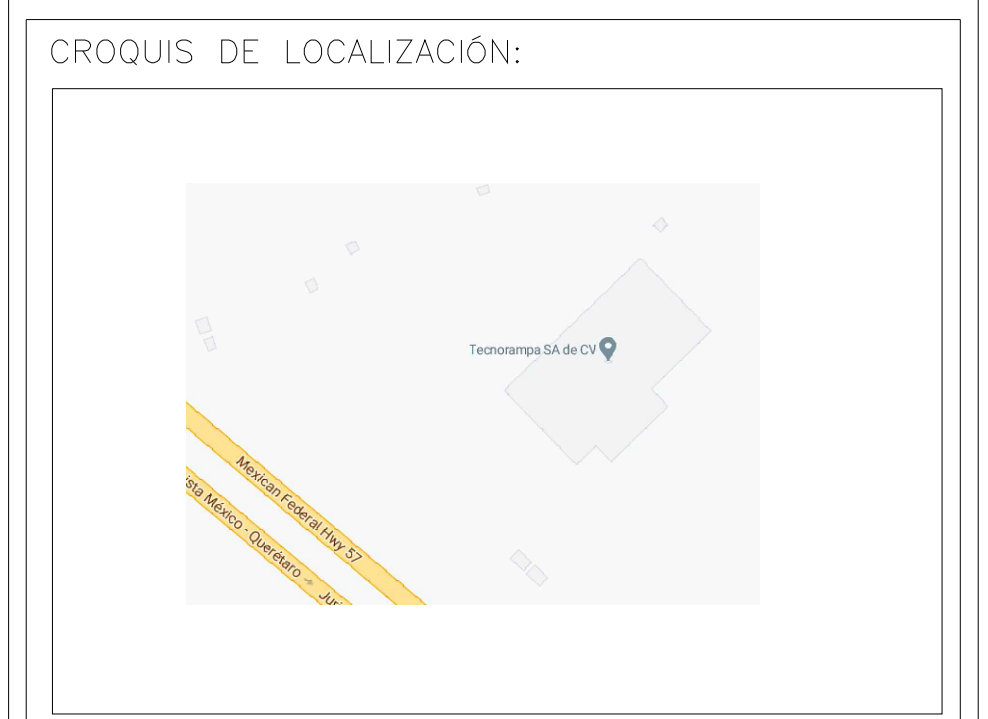 CROQUIS DE LOCALIZACIÓN:
Tecnorampa SA de CV
Mexican Federal Hwy 57
ista México - Querétaro